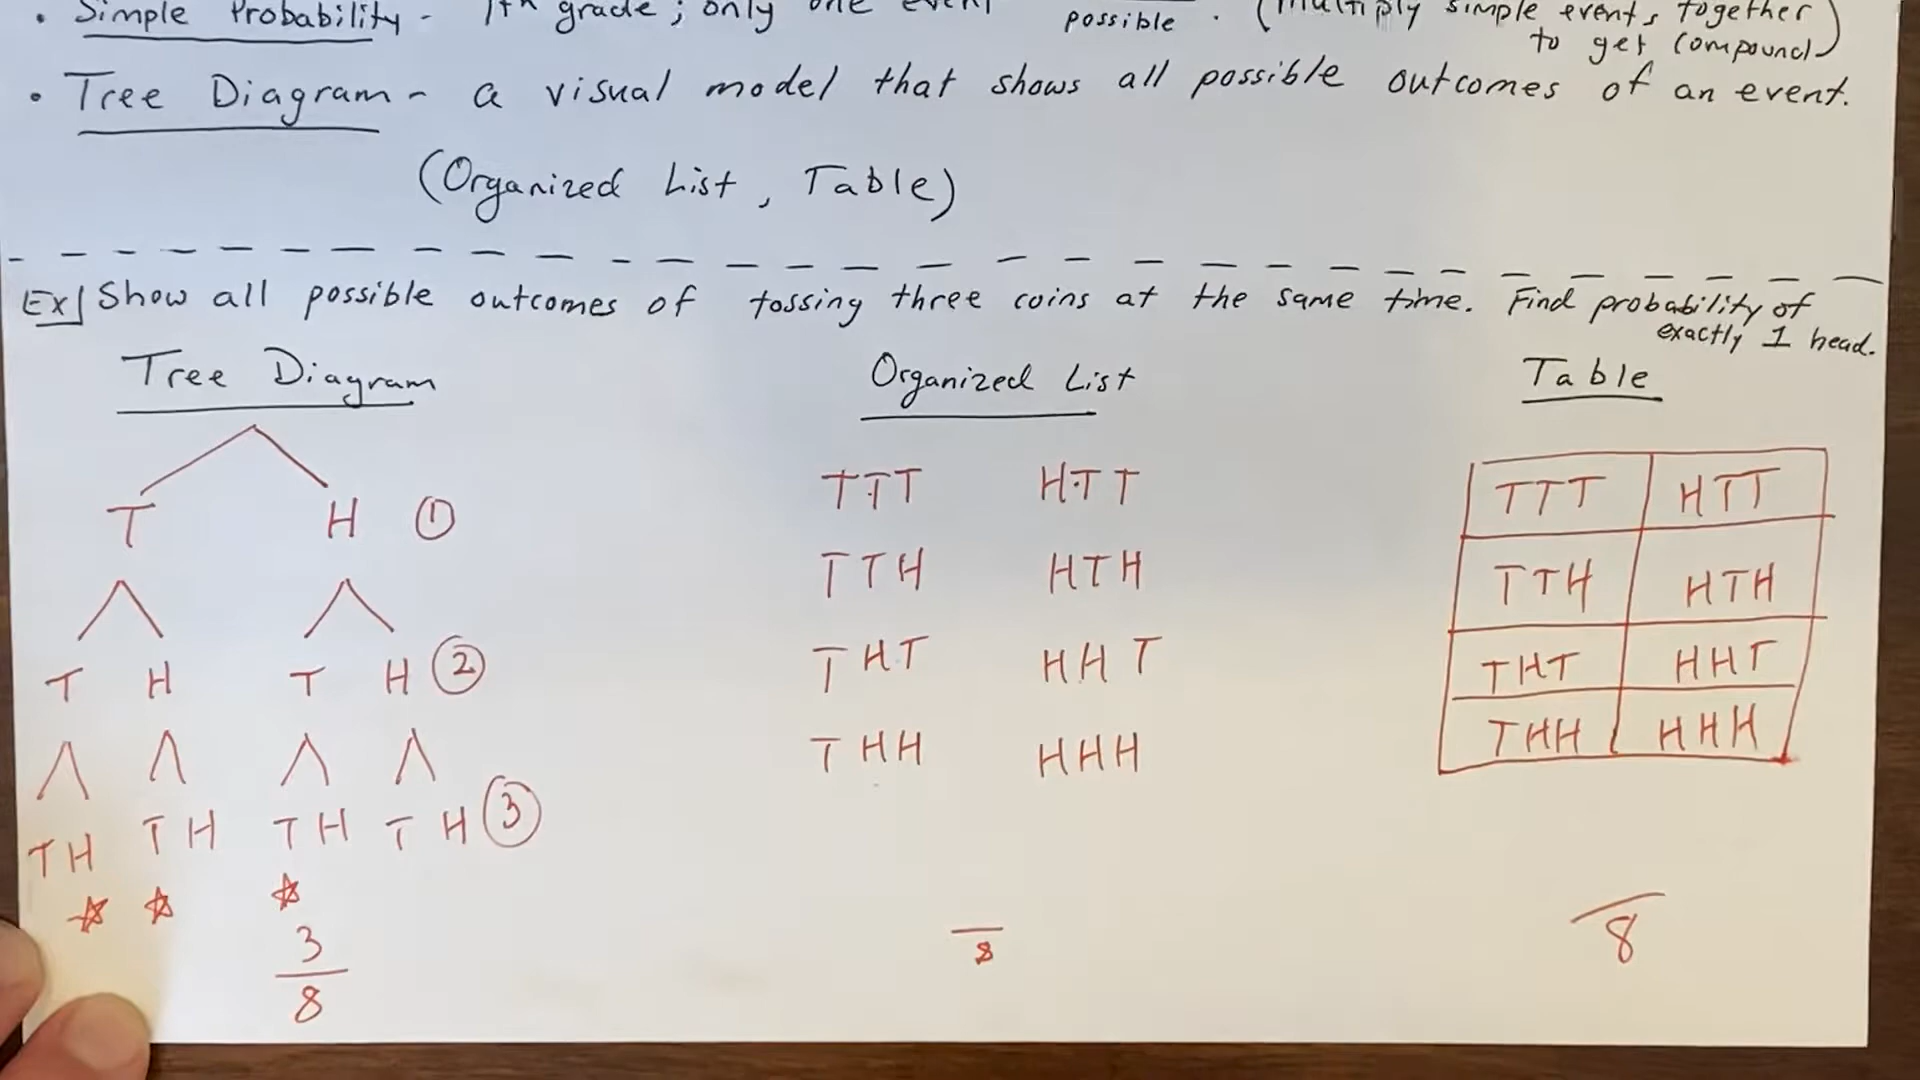 • Simple Probability - 7th grade; only one event possible. (Multiply simple events together
to get compound)
• Tree Diagram - a visual model that shows all possible outcomes of an event.
(Organized List, Table)
Ex| Show all possible outcomes of tossing three coins at the same time. Find probability of
exactly 1 head.
Tree Diagram
T H ①
T H T H ②
TH TH TH TH ③
3
8
Organized List
TTT HTT
TTH HTH
THT HHT
THH HHH
8
Table
TTT HTT
TTH HTH
THT HHT
THH HHH
8